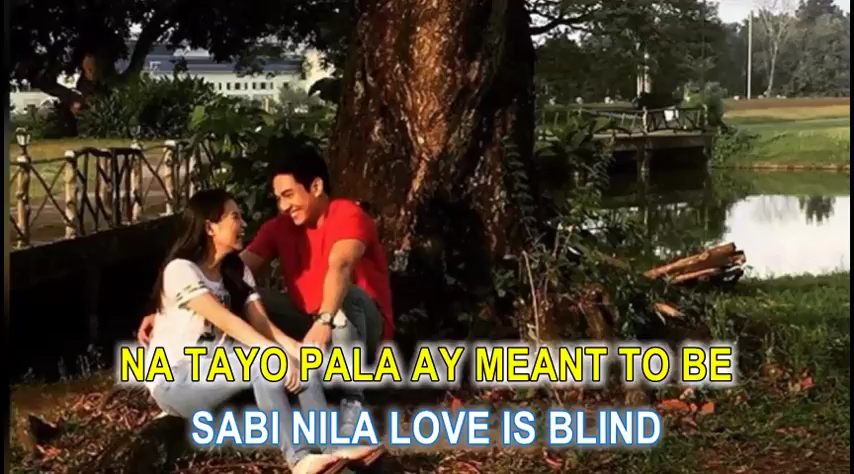 NA TAYO PALA AY MEANT TO BE
SABI NILA LOVE IS BLIND